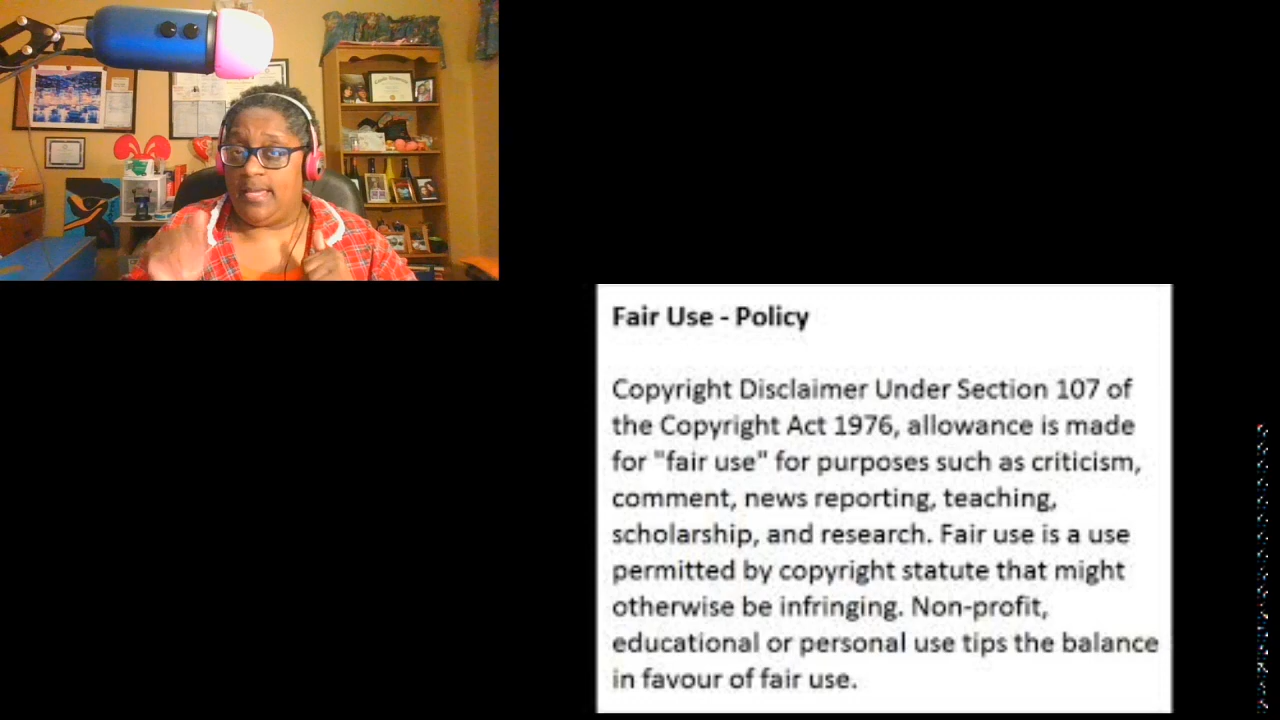 Fair Use - Policy
Copyright Disclaimer Under Section 107 of
the Copyright Act 1976, allowance is made
for "fair use" for purposes such as criticism,
comment, news reporting, teaching,
scholarship, and research. Fair use is a use
permitted by copyright statute that might
otherwise be infringing. Non-profit,
educational or personal use tips the balance
in favour of fair use.